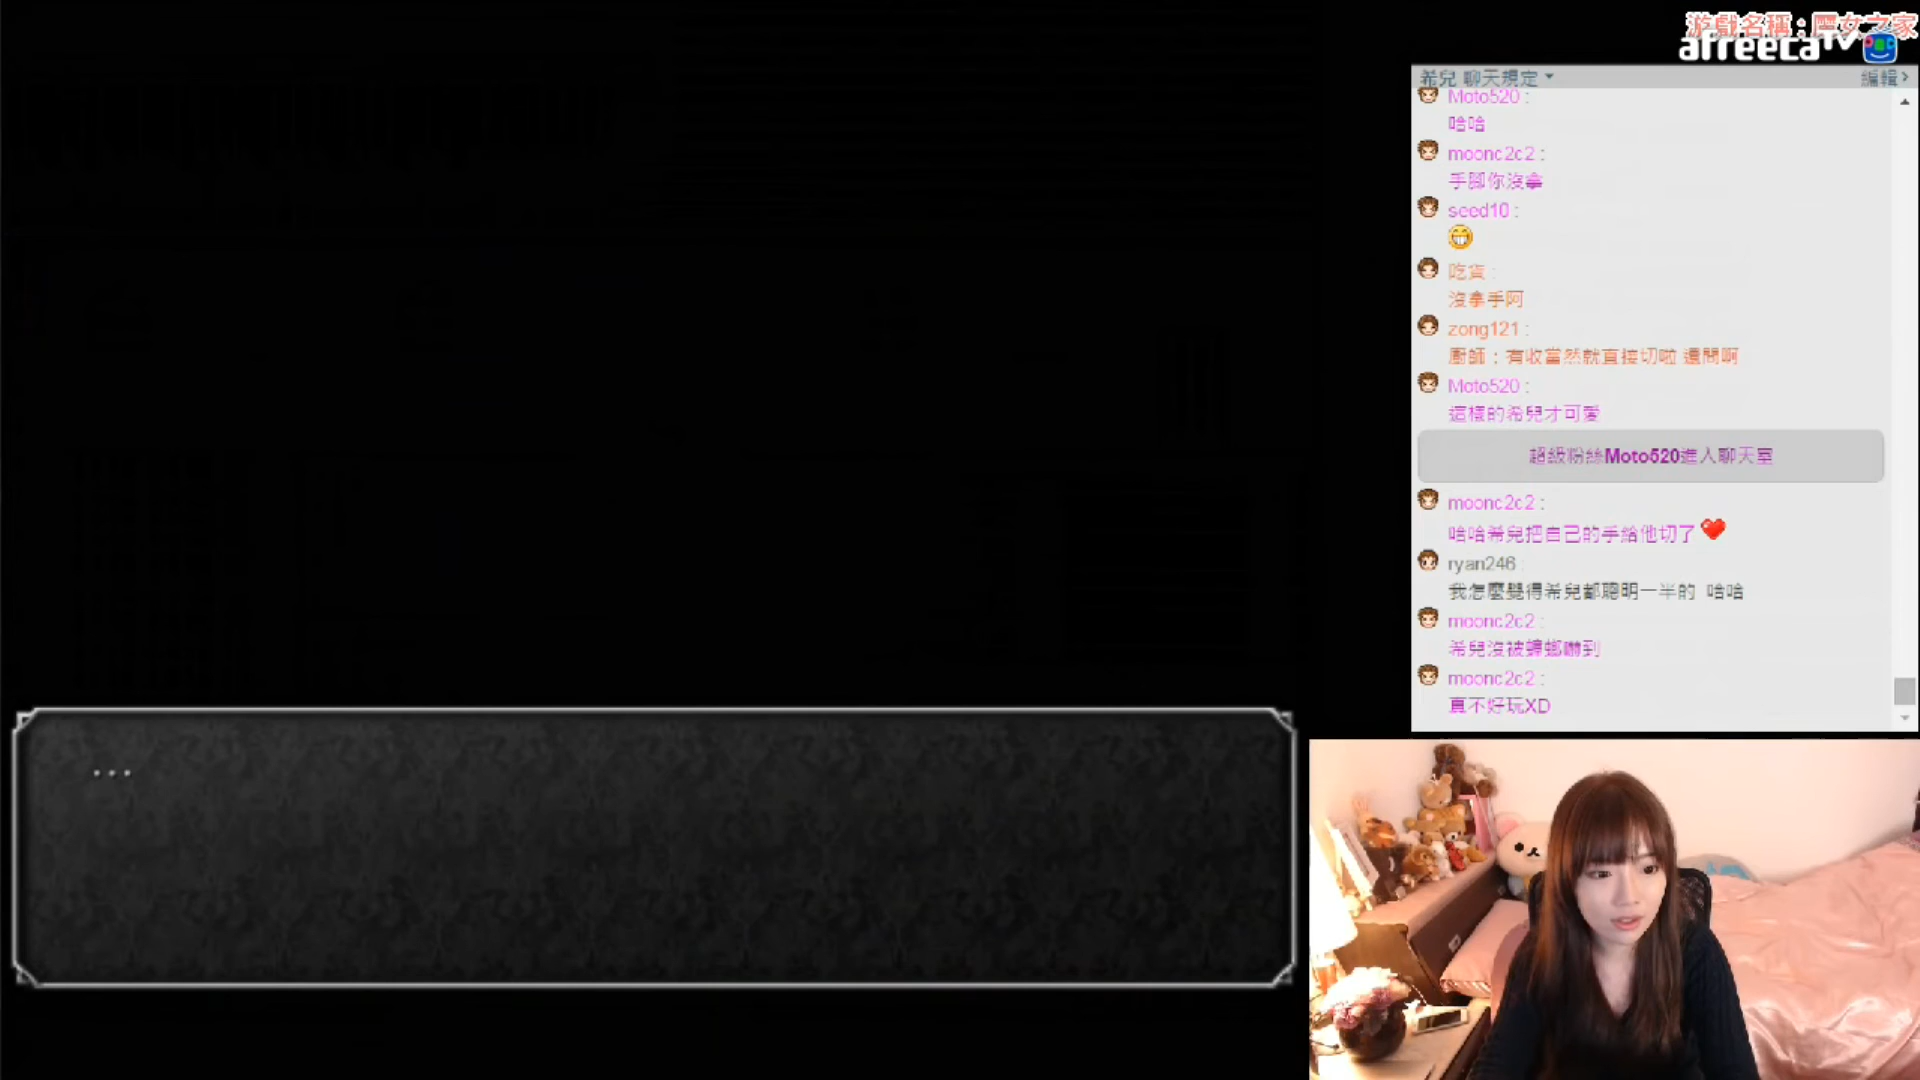 游戲名稱：魔女之家
afreecaTV
希兒 聊天規定
編輯
Moto520 :
哈哈
moonc2c2 :
手腳你沒拿
seed10 :
吃貨 :
沒拿手阿
zong121 :
廚師：有收當然就直接切啦 還問啊
Moto520 :
這樣的希兒才可愛
超級粉絲Moto520進入聊天室
moonc2c2 :
哈哈希兒把自己的手給他切了
ryan246 :
我怎麼覺得希兒都聰明一半的 哈哈
moonc2c2 :
希兒沒被蟑螂嚇到
moonc2c2 :
真不好玩XD
...